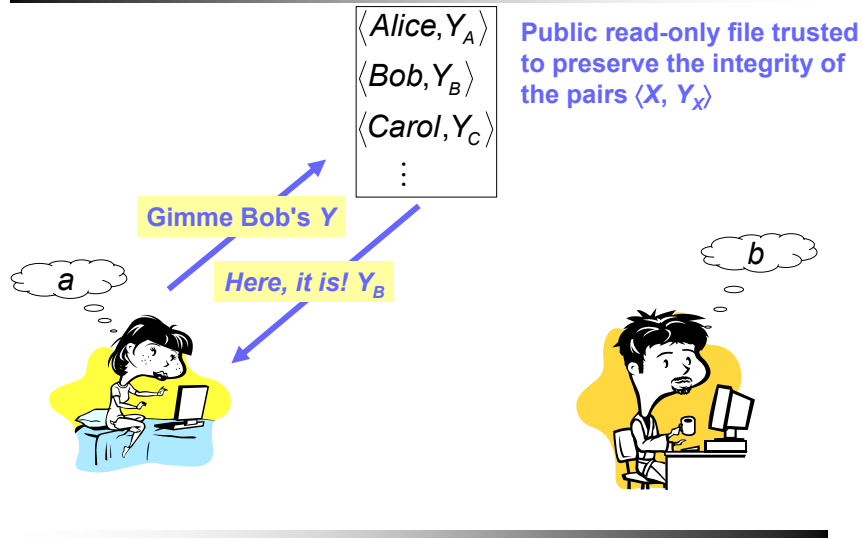 ⟨Alice,Y_A⟩
⟨Bob,Y_B⟩
⟨Carol,Y_C⟩
⋮
Public read-only file trusted
to preserve the integrity of
the pairs ⟨X, Y_X⟩
Gimme Bob's Y
Here, it is! Y_B
a
b